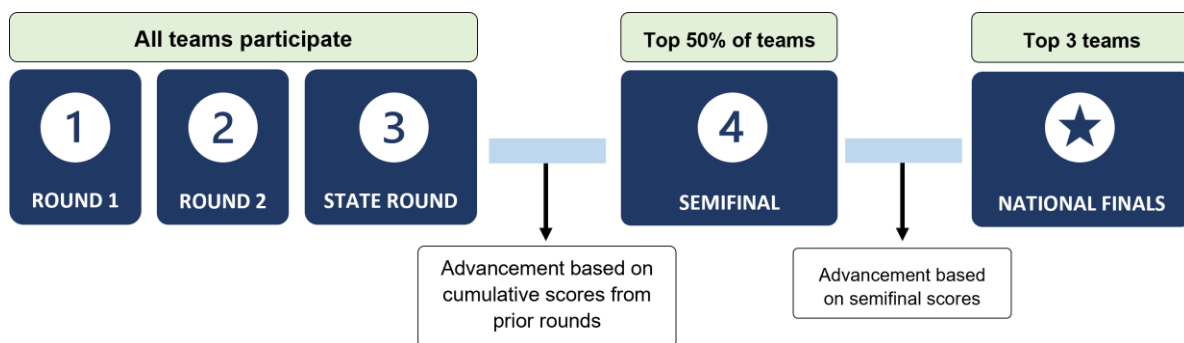 All teams participate
Top 50% of teams
Top 3 teams
1
2
3
4
ROUND 1
ROUND 2
STATE ROUND
SEMIFINAL
NATIONAL FINALS
Advancement based on
cumulative scores from
prior rounds
Advancement based
on semifinal scores